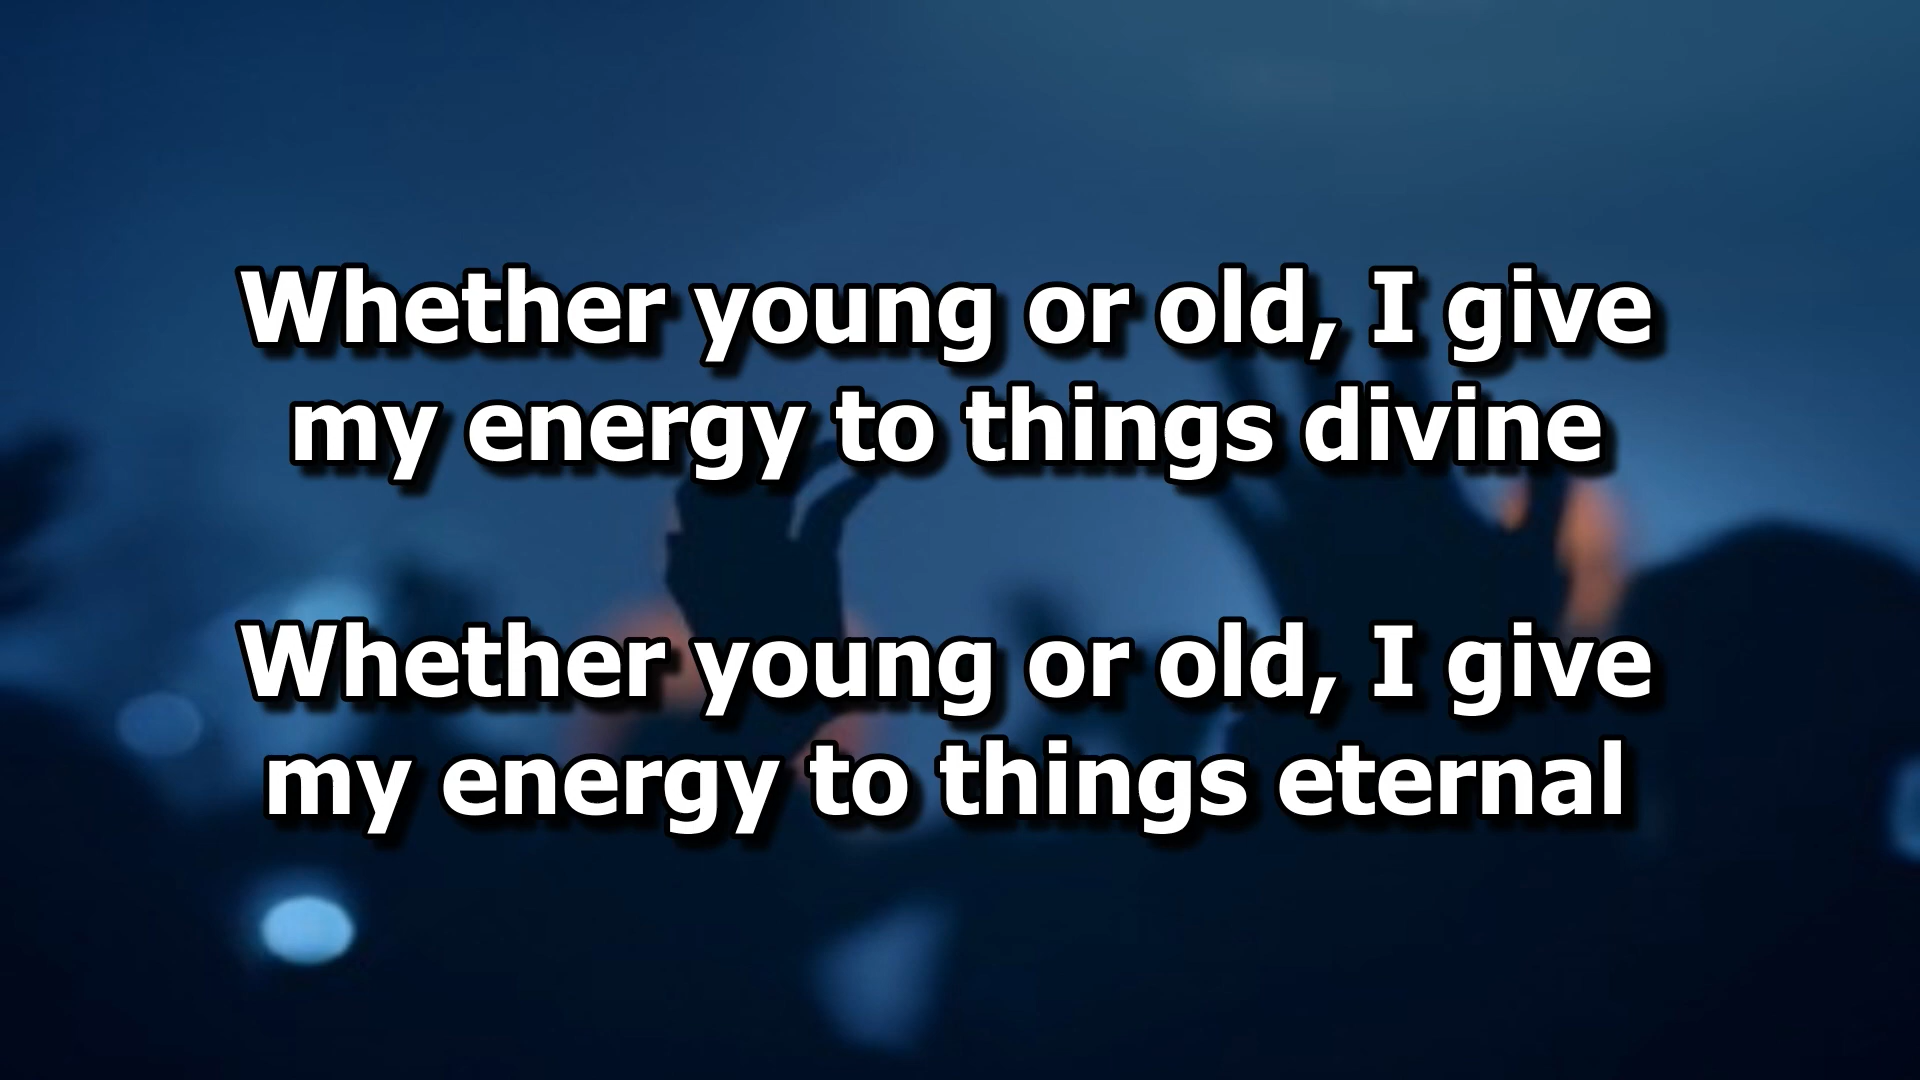 Whether young or old, I give
my energy to things divine
Whether young or old, I give
my energy to things eternal